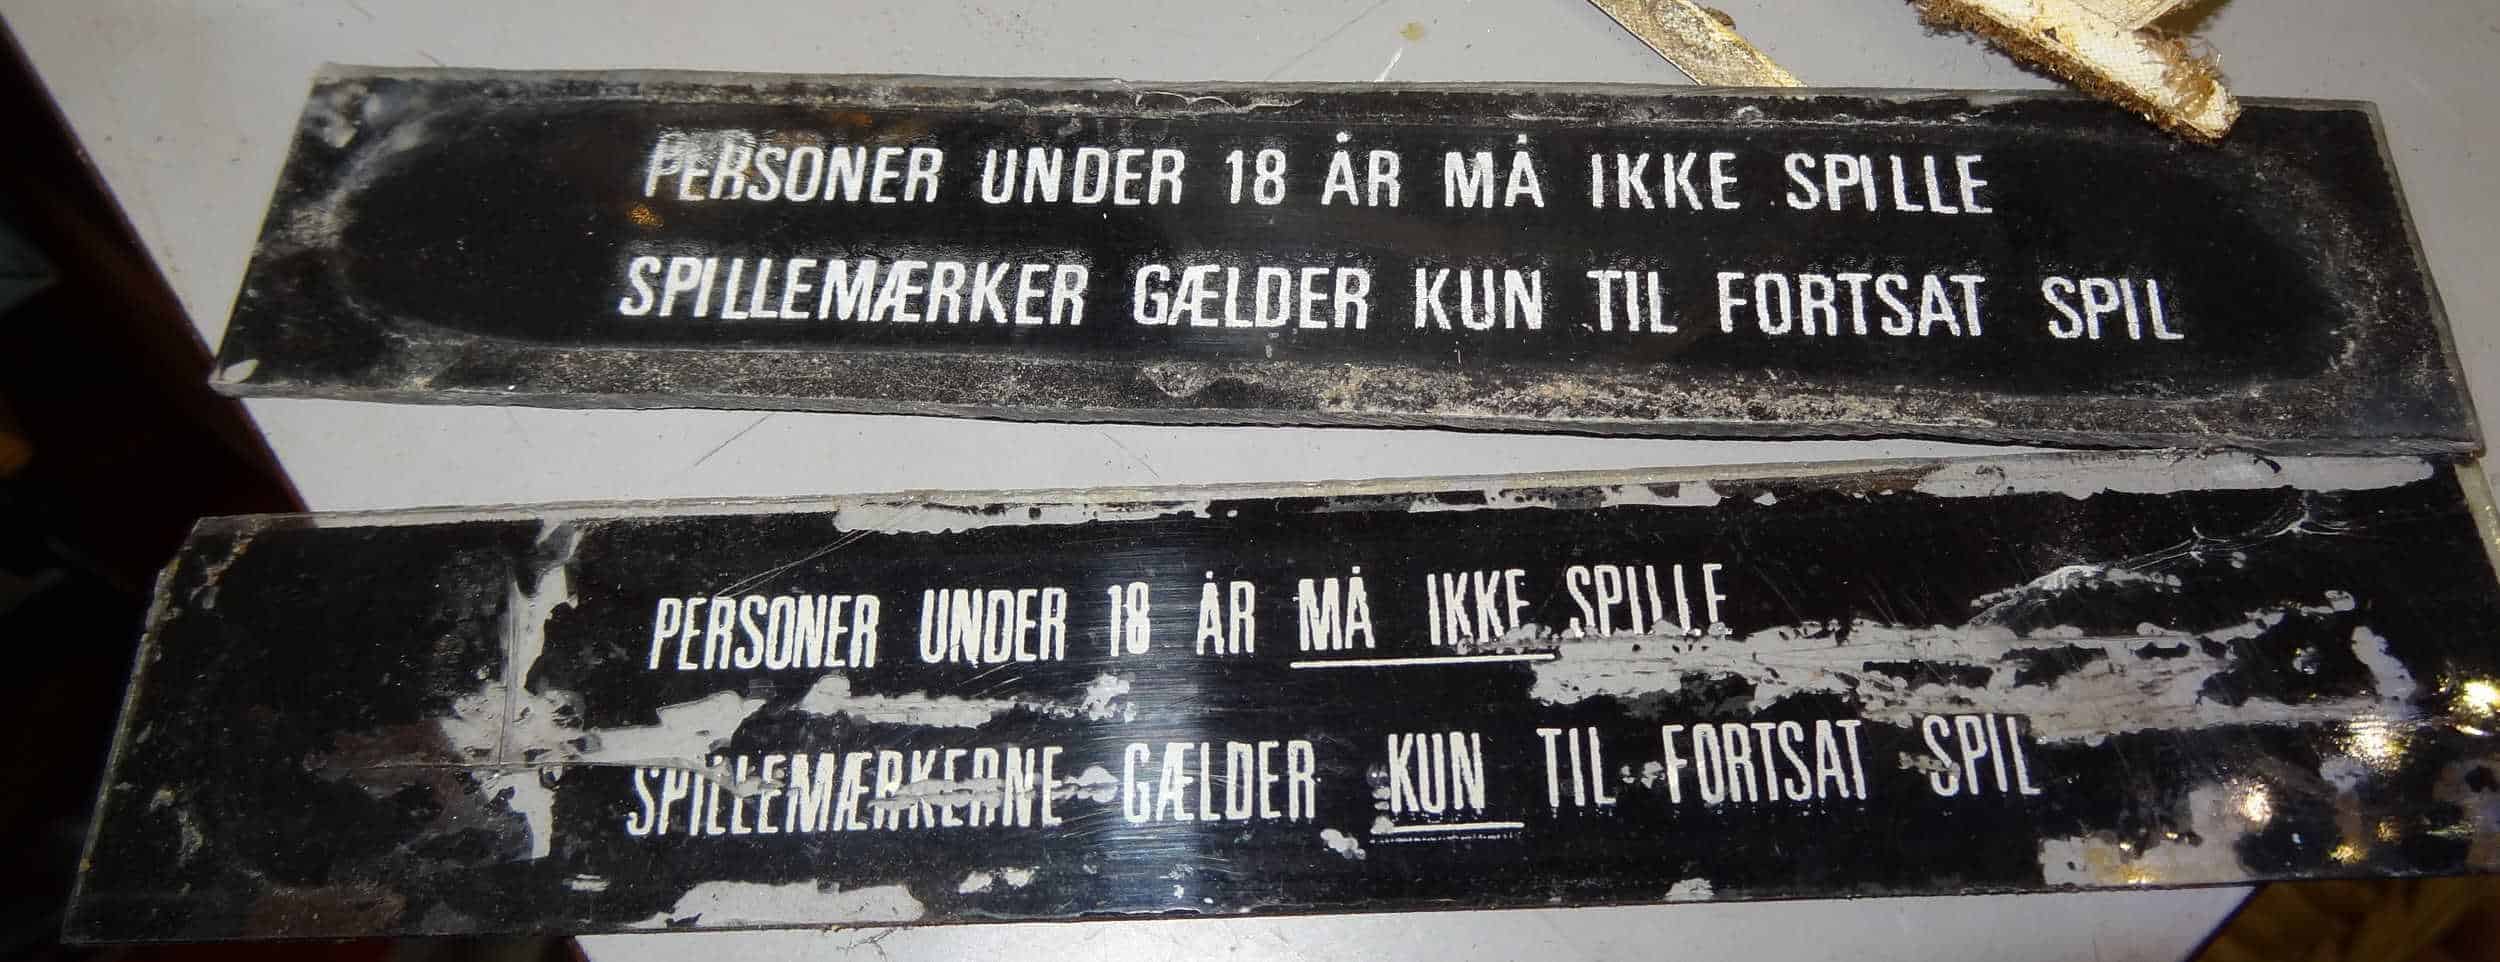 PERSONER UNDER 18 ÅR MÅ IKKE SPILLE
SPILLEMÆRKER GÆLDER KUN TIL FORTSAT SPIL
PERSONER UNDER 18 ÅR MÅ IKKE SPILLE
SPILLEMÆRKERNE GÆLDER KUN TIL FORTSAT SPIL